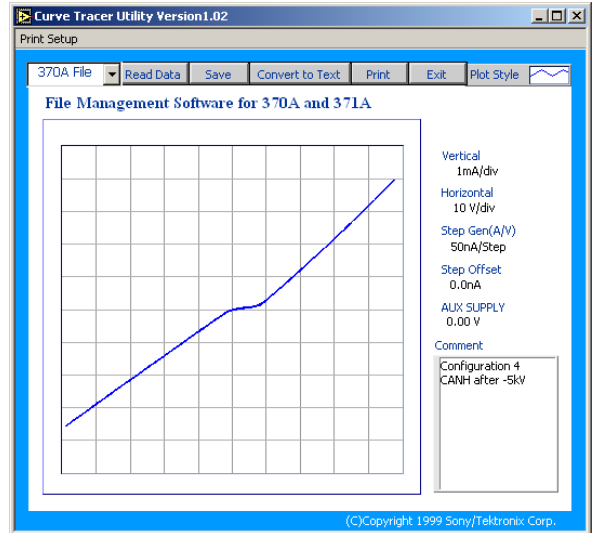 Curve Tracer Utility Version1.02
Print Setup
370A File Read Data Save Convert to Text Print Exit Plot Style
File Management Software for 370A and 371A
Vertical
1mA/div
Horizontal
10 V/div
Step Gen(A/V)
50nA/Step
Step Offset
0.0nA
AUX SUPPLY
0.00 V
Comment
Configuration 4
CANH after -5kV
(C)Copyright 1999 Sony/Tektronix Corp.